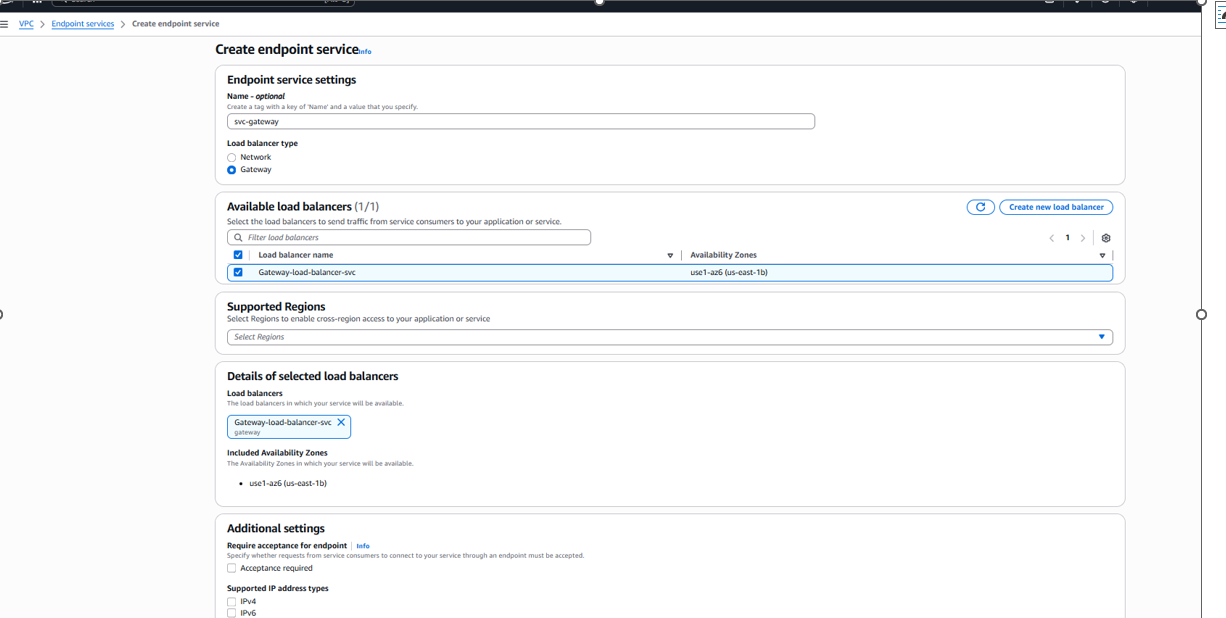 VPC > Endpoint services > Create endpoint service
Create endpoint service Info
Endpoint service settings
Name - optional
Create a tag with a key of 'Name' and a value that you specify.
svc-gateway
Load balancer type
Network
Gateway
Available load balancers (1/1)
Create new load balancer
Select the load balancers to send traffic from service consumers to your application or service.
Filter load balancers
1
Load balancer name
Availability Zones
Gateway-load-balancer-svc
use1-az6 (us-east-1b)
Supported Regions
Select Regions to enable cross-region access to your application or service
Select Regions
Details of selected load balancers
Load balancers
The load balancers in which your service will be available.
Gateway-load-balancer-svc
gateway
Included Availability Zones
The Availability Zones in which your service will be available.
• use1-az6 (us-east-1b)
Additional settings
Require acceptance for endpoint | Info
Specify whether requests from service consumers to connect to your service through an endpoint must be accepted.
Acceptance required
Supported IP address types
IPv4
IPv6